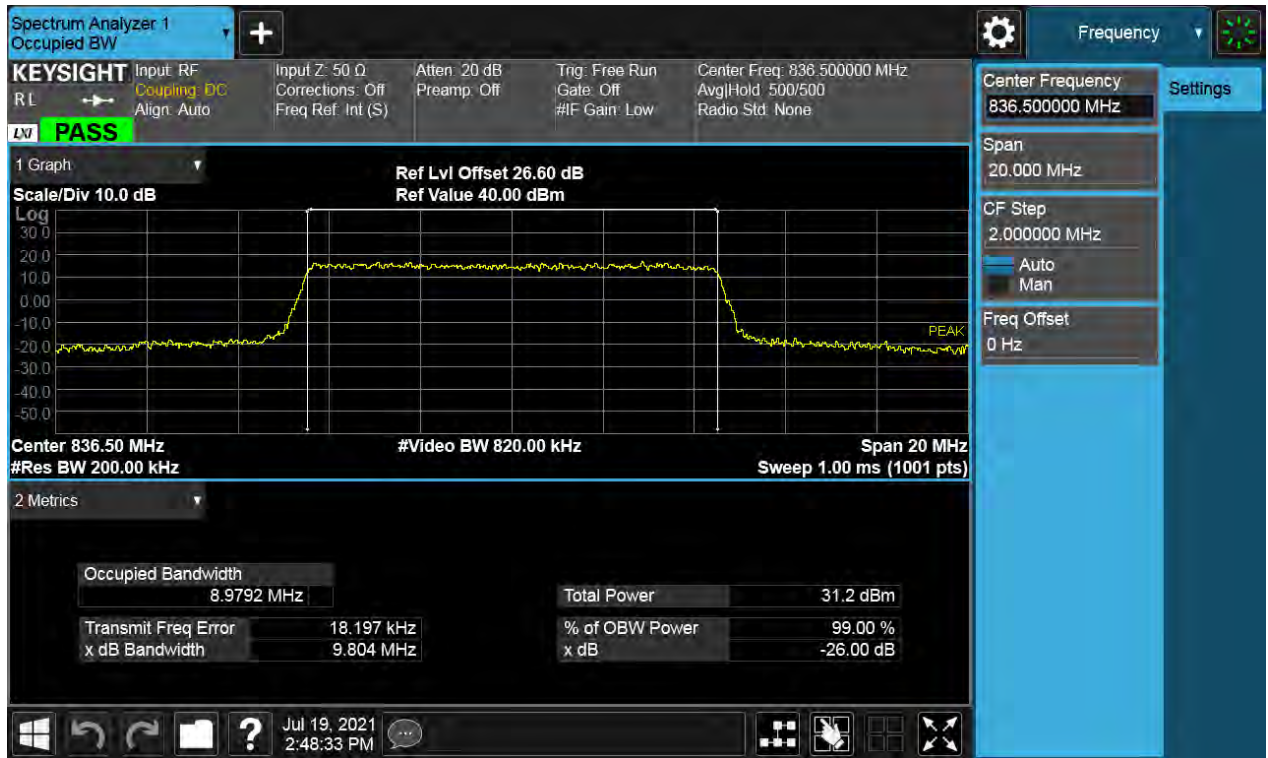 Spectrum Analyzer 1
Occupied BW
+
Frequency
KEYSIGHT
RL
LXI PASS
Input: RF
Coupling: DC
Align: Auto
Input Z: 50 Ω
Corrections: Off
Freq Ref: Int (S)
Atten: 20 dB
Preamp: Off
Trig: Free Run
Gate: Off
#IF Gain: Low
Center Freq: 836.500000 MHz
Avg|Hold: 500/500
Radio Std: None
Center Frequency
836.500000 MHz
Settings
Span
20.000 MHz
CF Step
2.000000 MHz
Auto
Man
Freq Offset
0 Hz
1 Graph
Scale/Div 10.0 dB
Ref Lvl Offset 26.60 dB
Ref Value 40.00 dBm
Log
30.0
20.0
10.0
0.00
-10.0
-20.0
-30.0
-40.0
-50.0
PEAK
Center 836.50 MHz
#Video BW 820.00 kHz
Span 20 MHz
#Res BW 200.00 kHz
Sweep 1.00 ms (1001 pts)
2 Metrics
Occupied Bandwidth
8.9792 MHz
Total Power 31.2 dBm
Transmit Freq Error 18.197 kHz
% of OBW Power 99.00 %
x dB Bandwidth 9.804 MHz
x dB -26.00 dB
?
Jul 19, 2021
2:48:33 PM